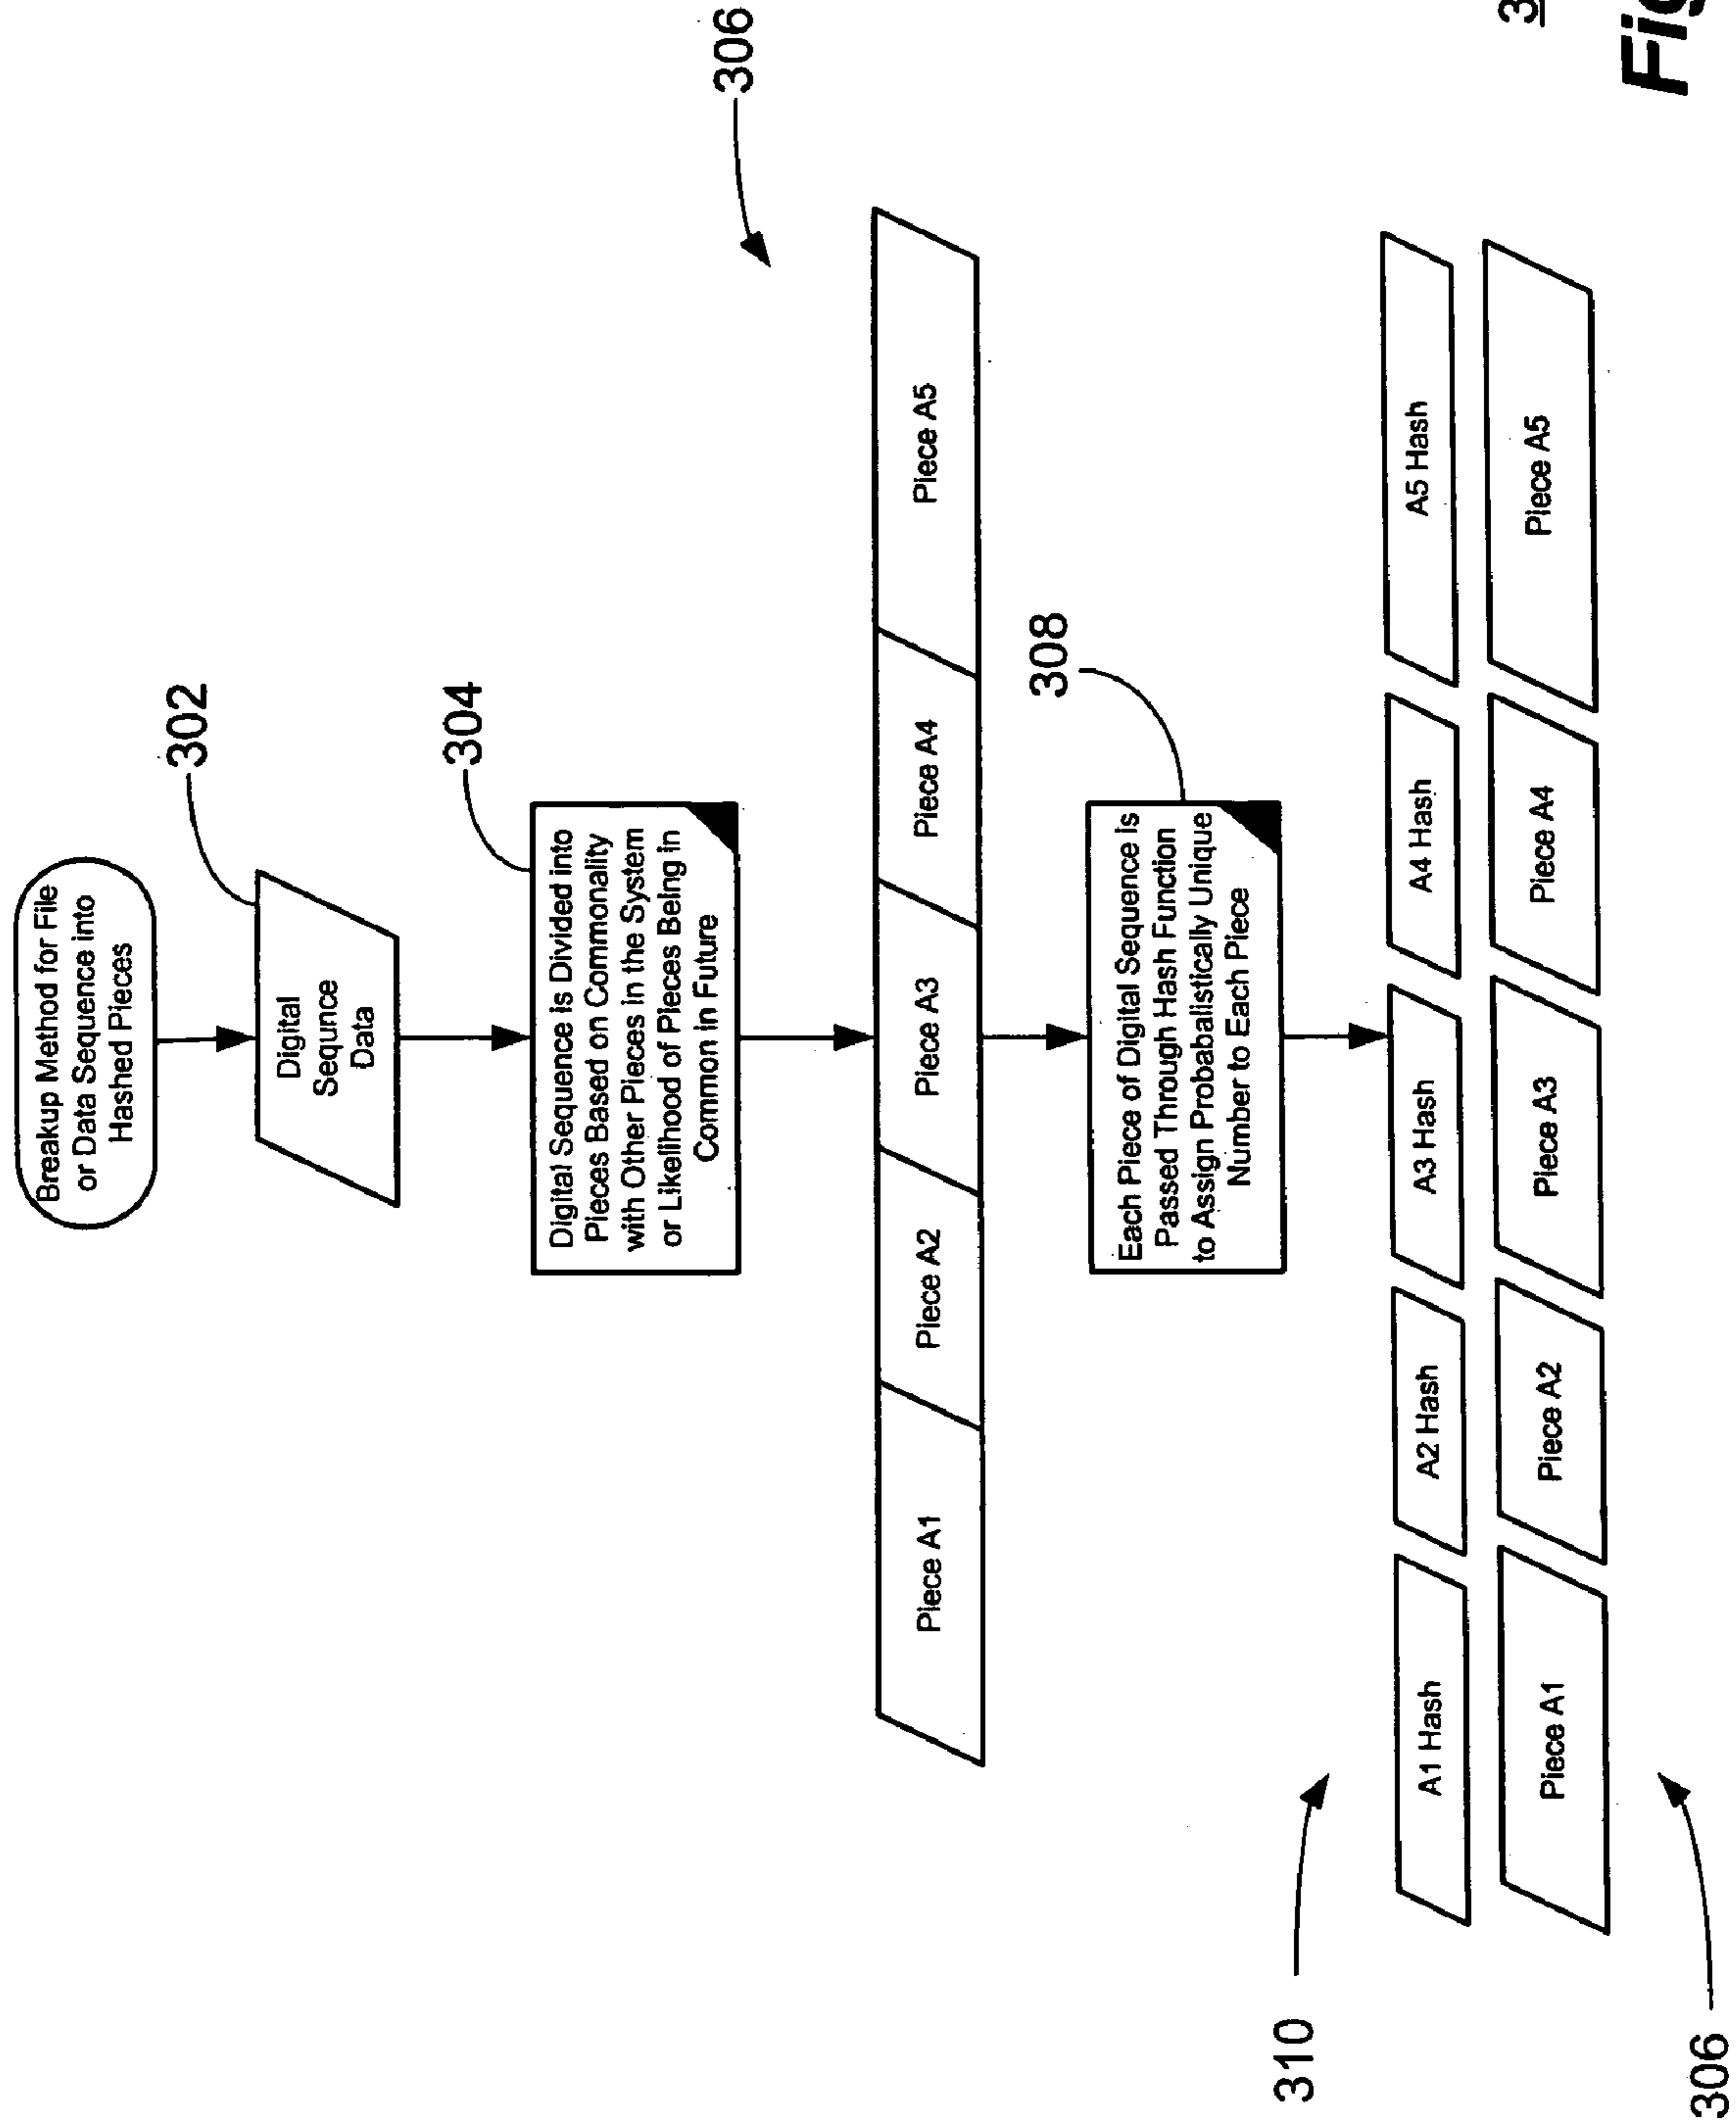 Breakup Method for File
or Data Sequence into
Hashed Pieces
302
Digital
Sequnce
Data
304
Digital Sequence is Divided into
Pieces Based on Commonality
with Other Pieces in the System
or Likelihood of Pieces Being in
Common in Future
306
Piece A1
Piece A2
Piece A3
Piece A4
Piece A5
308
Each Piece of Digital Sequence is
Passed Through Hash Function
to Assign Probabalistically Unique
Number to Each Piece
310
A1 Hash
A2 Hash
A3 Hash
A4 Hash
A5 Hash
Piece A1
Piece A2
Piece A3
Piece A4
Piece A5
306